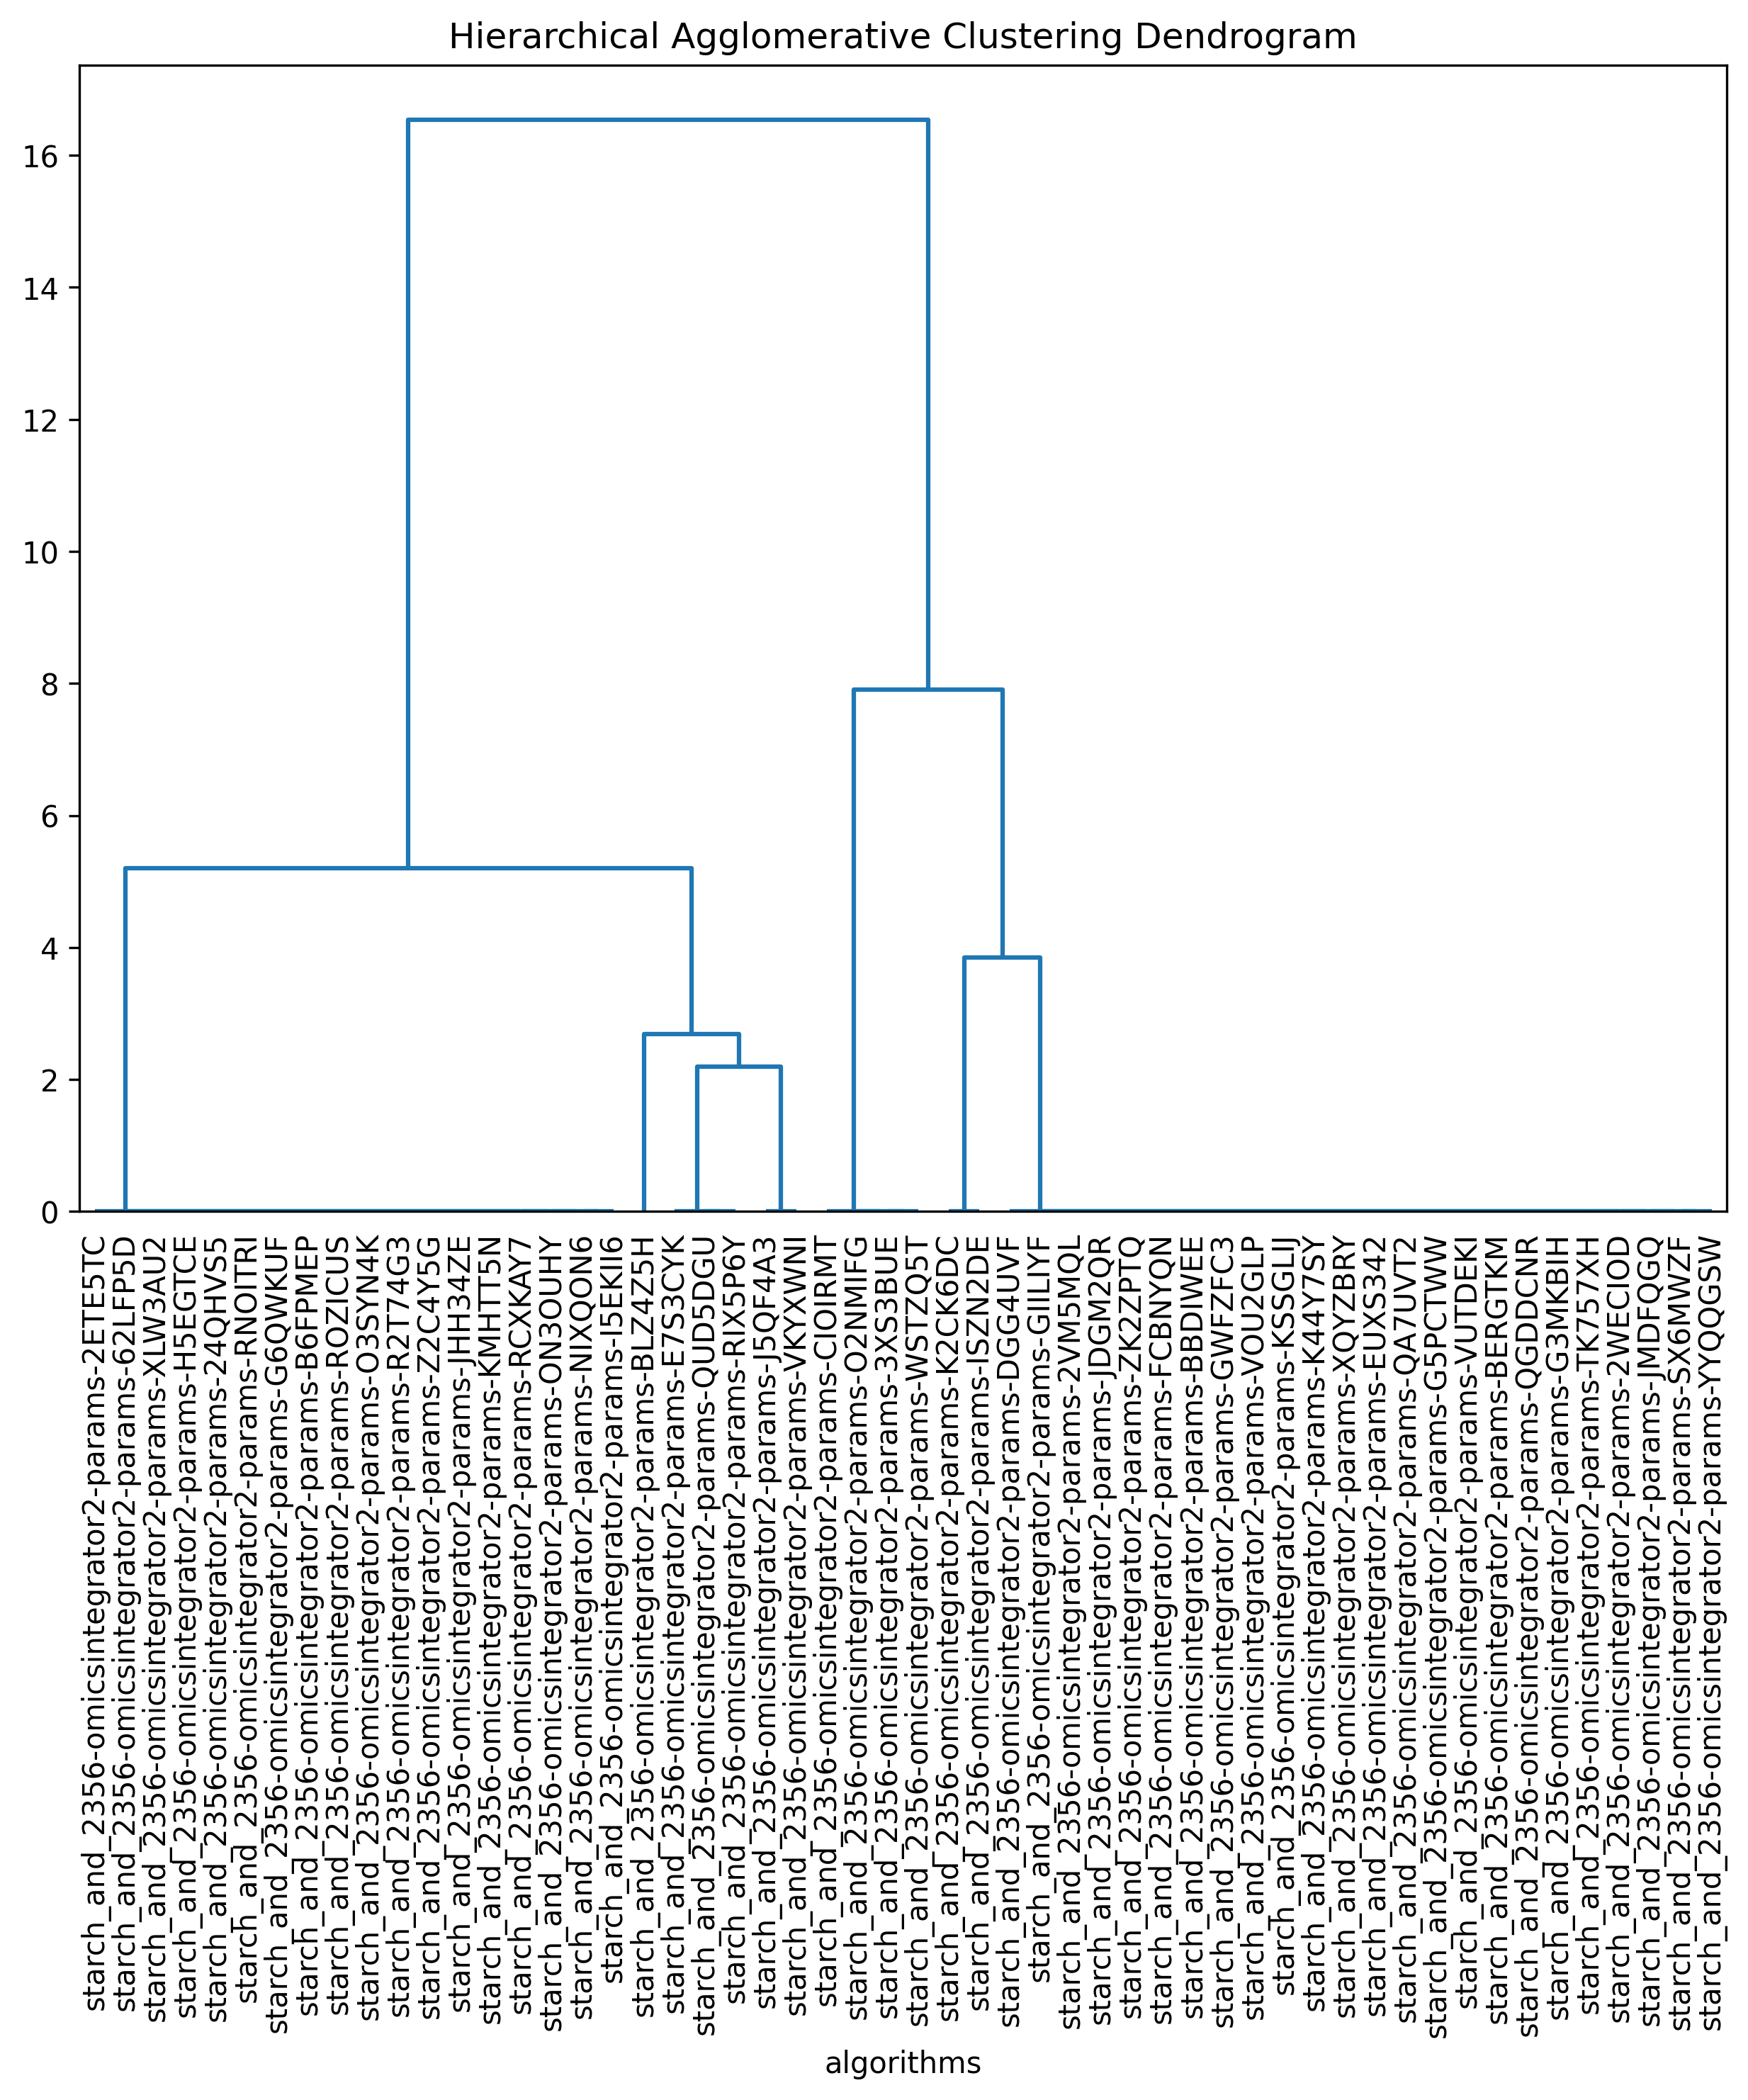 Hierarchical Agglomerative Clustering Dendrogram
16
14
12
10
8
6
4
2
0
starch_and_2356-omicsintegrator2-params-2ETE5TC
starch_and_2356-omicsintegrator2-params-62LFP5D
starch_and_2356-omicsintegrator2-params-XLW3AU2
starch_and_2356-omicsintegrator2-params-H5EGTCE
starch_and_2356-omicsintegrator2-params-24QHVS5
starch_and_2356-omicsintegrator2-params-RNOITRI
starch_and_2356-omicsintegrator2-params-G6QWKUF
starch_and_2356-omicsintegrator2-params-B6FPMEP
starch_and_2356-omicsintegrator2-params-ROZICUS
starch_and_2356-omicsintegrator2-params-O3SYN4K
starch_and_2356-omicsintegrator2-params-R2T74G3
starch_and_2356-omicsintegrator2-params-Z2C4Y5G
starch_and_2356-omicsintegrator2-params-JHH34ZE
starch_and_2356-omicsintegrator2-params-KMHTT5N
starch_and_2356-omicsintegrator2-params-RCXKAY7
starch_and_2356-omicsintegrator2-params-ON3OUHY
starch_and_2356-omicsintegrator2-params-NIXQON6
starch_and_2356-omicsintegrator2-params-I5EKII6
starch_and_2356-omicsintegrator2-params-BLZ4Z5H
starch_and_2356-omicsintegrator2-params-E7S3CYK
starch_and_2356-omicsintegrator2-params-QUD5DGU
starch_and_2356-omicsintegrator2-params-RIX5P6Y
starch_and_2356-omicsintegrator2-params-J5QF4A3
starch_and_2356-omicsintegrator2-params-VKYXWNI
starch_and_2356-omicsintegrator2-params-CIOIRMT
starch_and_2356-omicsintegrator2-params-O2NMIFG
starch_and_2356-omicsintegrator2-params-3XS3BUE
starch_and_2356-omicsintegrator2-params-WSTZQ5T
starch_and_2356-omicsintegrator2-params-K2CK6DC
starch_and_2356-omicsintegrator2-params-ISZN2DE
starch_and_2356-omicsintegrator2-params-DGG4UVF
starch_and_2356-omicsintegrator2-params-GIILIYF
starch_and_2356-omicsintegrator2-params-2VM5MQL
starch_and_2356-omicsintegrator2-params-JDGM2QR
starch_and_2356-omicsintegrator2-params-ZK2ZPTQ
starch_and_2356-omicsintegrator2-params-FCBNYQN
starch_and_2356-omicsintegrator2-params-BBDIWEE
starch_and_2356-omicsintegrator2-params-GWFZFC3
starch_and_2356-omicsintegrator2-params-VOU2GLP
starch_and_2356-omicsintegrator2-params-KSSGLIJ
starch_and_2356-omicsintegrator2-params-K44Y7SY
starch_and_2356-omicsintegrator2-params-XQYZBRY
starch_and_2356-omicsintegrator2-params-EUXS342
starch_and_2356-omicsintegrator2-params-QA7UVT2
starch_and_2356-omicsintegrator2-params-G5PCTWW
starch_and_2356-omicsintegrator2-params-VUTDEKI
starch_and_2356-omicsintegrator2-params-BERGTKM
starch_and_2356-omicsintegrator2-params-QGDDCNR
starch_and_2356-omicsintegrator2-params-G3MKBIH
starch_and_2356-omicsintegrator2-params-TK757XH
starch_and_2356-omicsintegrator2-params-2WECIOD
starch_and_2356-omicsintegrator2-params-JMDFQGQ
starch_and_2356-omicsintegrator2-params-SX6MWZF
starch_and_2356-omicsintegrator2-params-YYQQGSW
algorithms